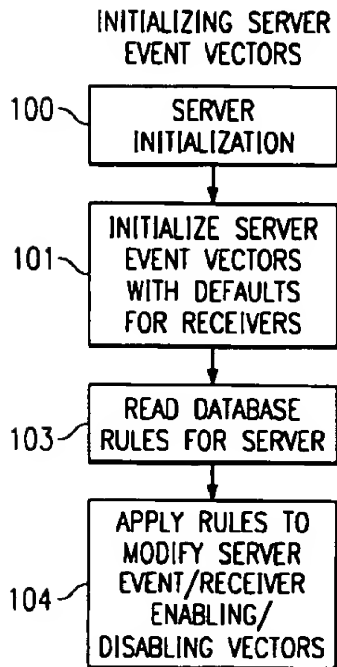 INITIALIZING SERVER
EVENT VECTORS
100
SERVER
INITIALIZATION
101
INITIALIZE SERVER
EVENT VECTORS
WITH DEFAULTS
FOR RECEIVERS
103
READ DATABASE
RULES FOR SERVER
104
APPLY RULES TO
MODIFY SERVER
EVENT/RECEIVER
ENABLING/
DISABLING VECTORS